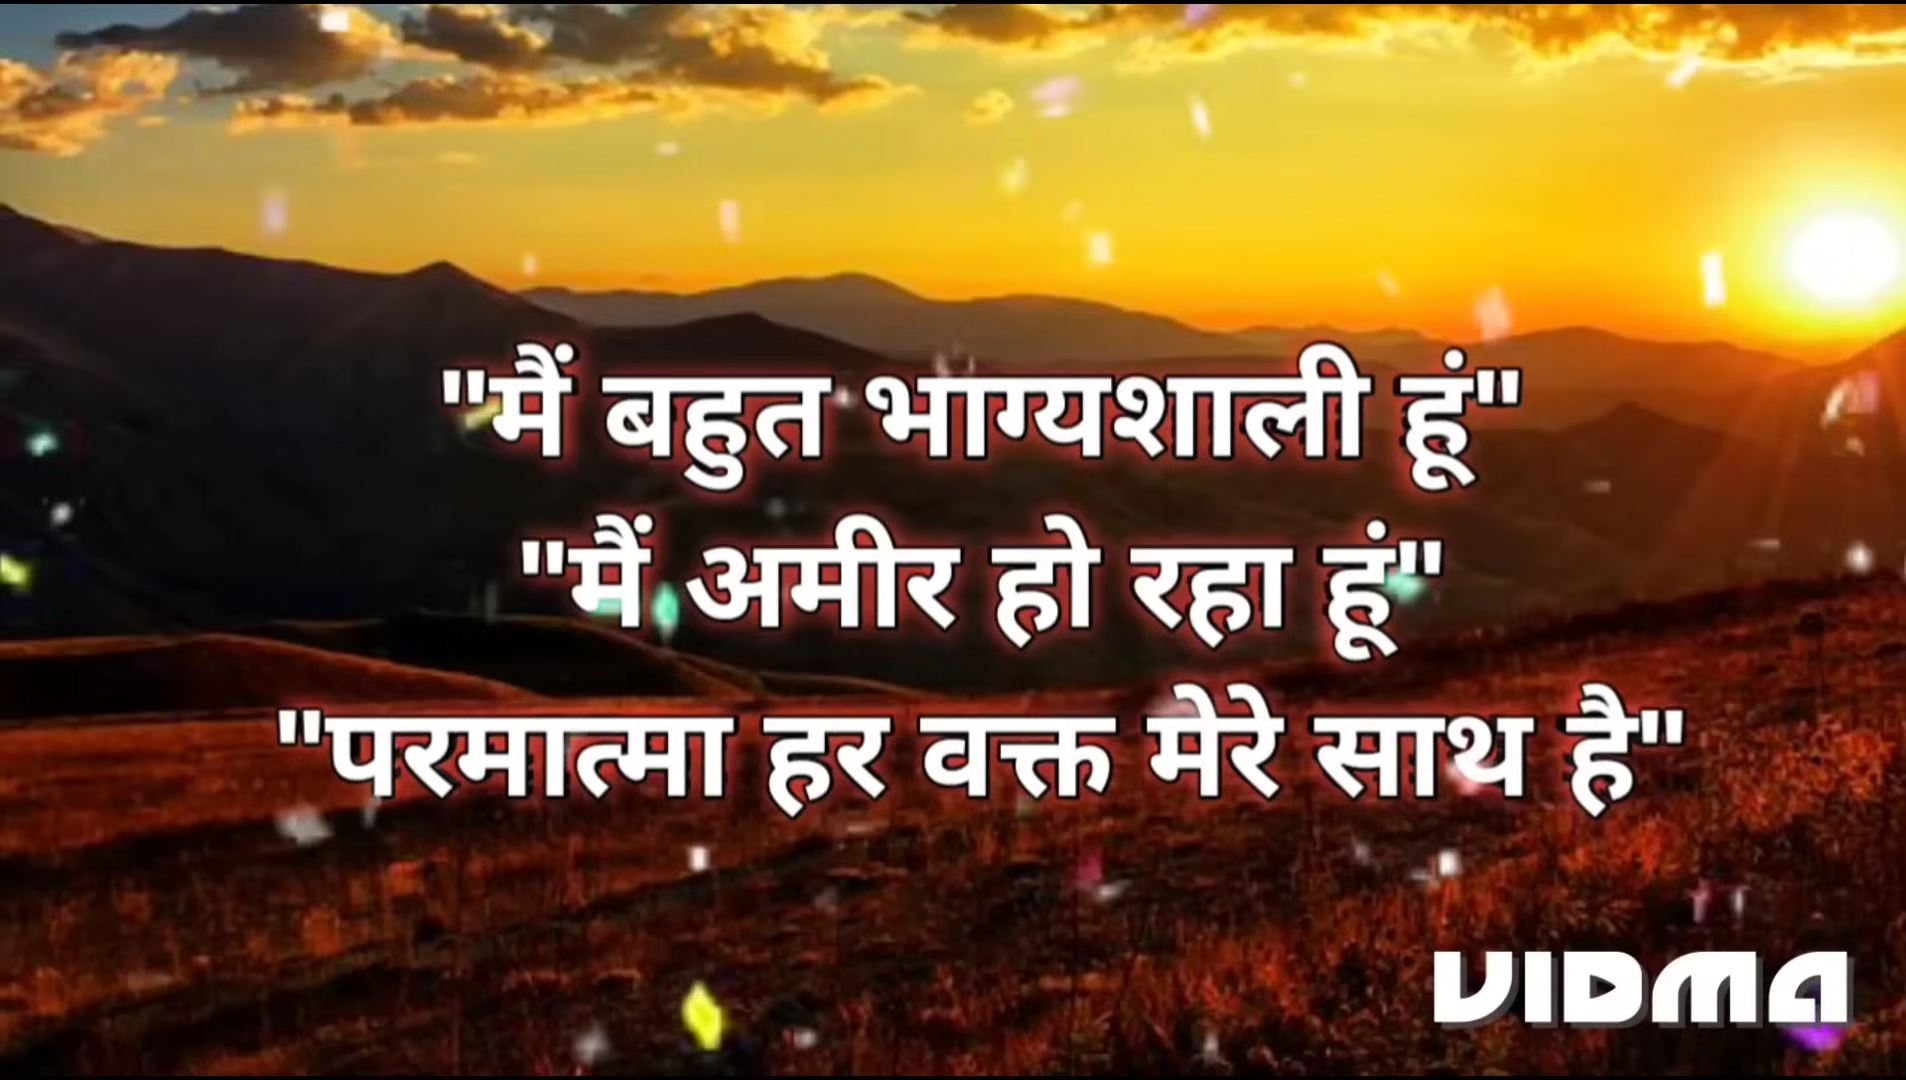 "मैं बहुत भाग्यशाली हूं"
"मैं अमीर हो रहा हूं"
"परमात्मा हर वक्त मेरे साथ है"
VIDMA